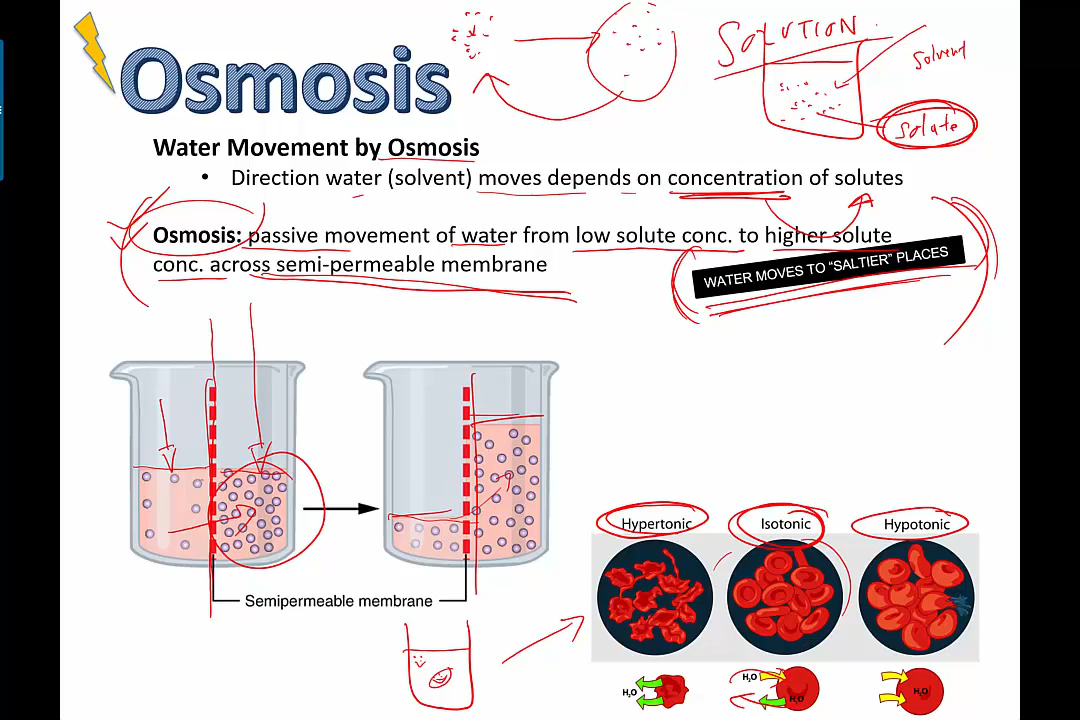 Osmosis
SOLUTION
Solvent
Solute
Water Movement by Osmosis
• Direction water (solvent) moves depends on concentration of solutes
Osmosis: passive movement of water from low solute conc. to higher solute
conc. across semi-permeable membrane
WATER MOVES TO “SALTIER” PLACES
Semipermeable membrane
Hypertonic Isotonic Hypotonic
H₂O
H₂O
H₂O
H₂O